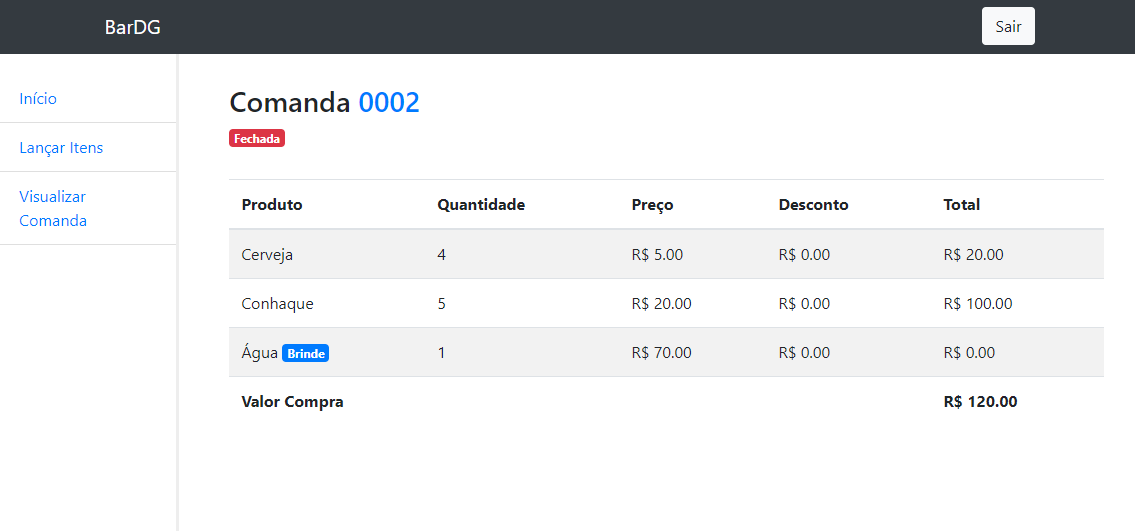 BarDG Sair
Início
Lançar Itens
Visualizar
Comanda
Comanda 0002
Fechada
Produto Quantidade Preço Desconto Total
Cerveja 4 R$ 5.00 R$ 0.00 R$ 20.00
Conhaque 5 R$ 20.00 R$ 0.00 R$ 100.00
Água Brinde 1 R$ 70.00 R$ 0.00 R$ 0.00
Valor Compra R$ 120.00